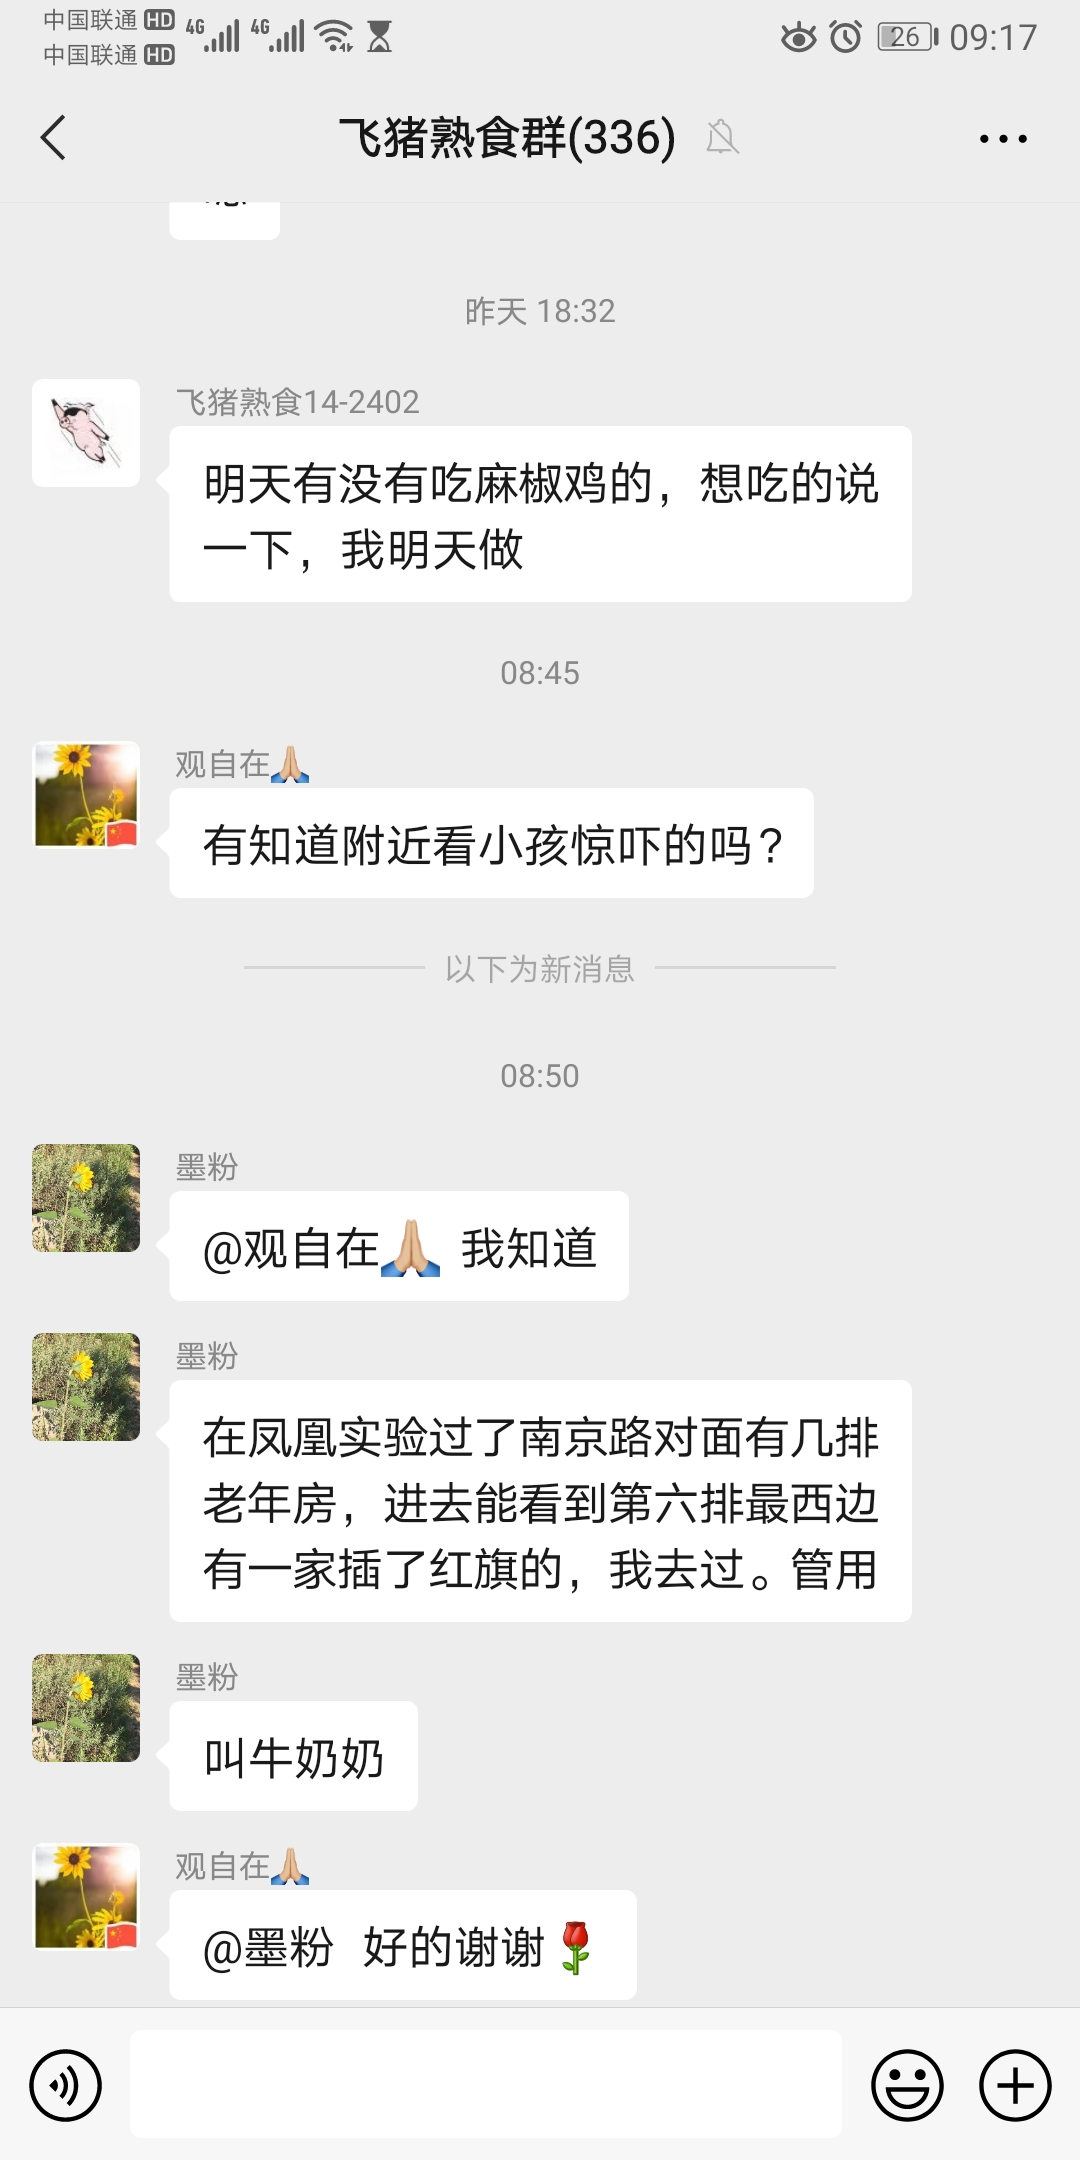 中国联通 HD 4G 4G 26 09:17
中国联通 HD
飞猪熟食群(336)
昨天 18:32
飞猪熟食14-2402
明天有没有吃麻椒鸡的，想吃的说
一下，我明天做
08:45
观自在🙏🏼
有知道附近看小孩惊吓的吗？
以下为新消息
08:50
墨粉
@观自在🙏🏼 我知道
墨粉
在凤凰实验过了南京路对面有几排
老年房，进去能看到第六排最西边
有一家插了红旗的，我去过。管用
墨粉
叫牛奶奶
观自在🙏🏼
@墨粉 好的谢谢🌹